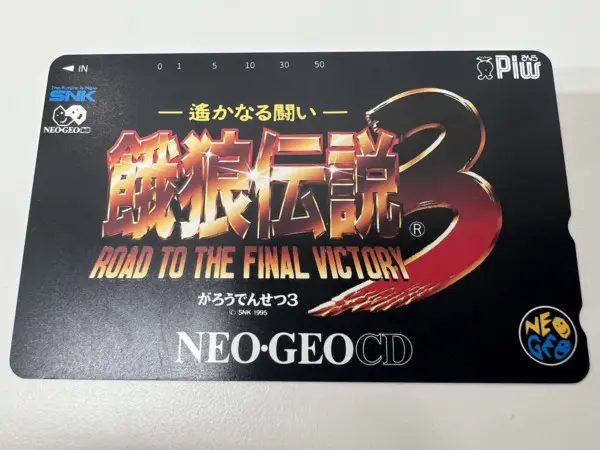 ◀ IN 0 1 5 10 30 50
Piw
The Future Is Now
SNK
NEO•GEO CD
— 遙かなる闘い —
餓狼伝説3®
ROAD TO THE FINAL VICTORY
がろうでんせつ3
© SNK 1995
NEO•GEO CD
NEO
GEO